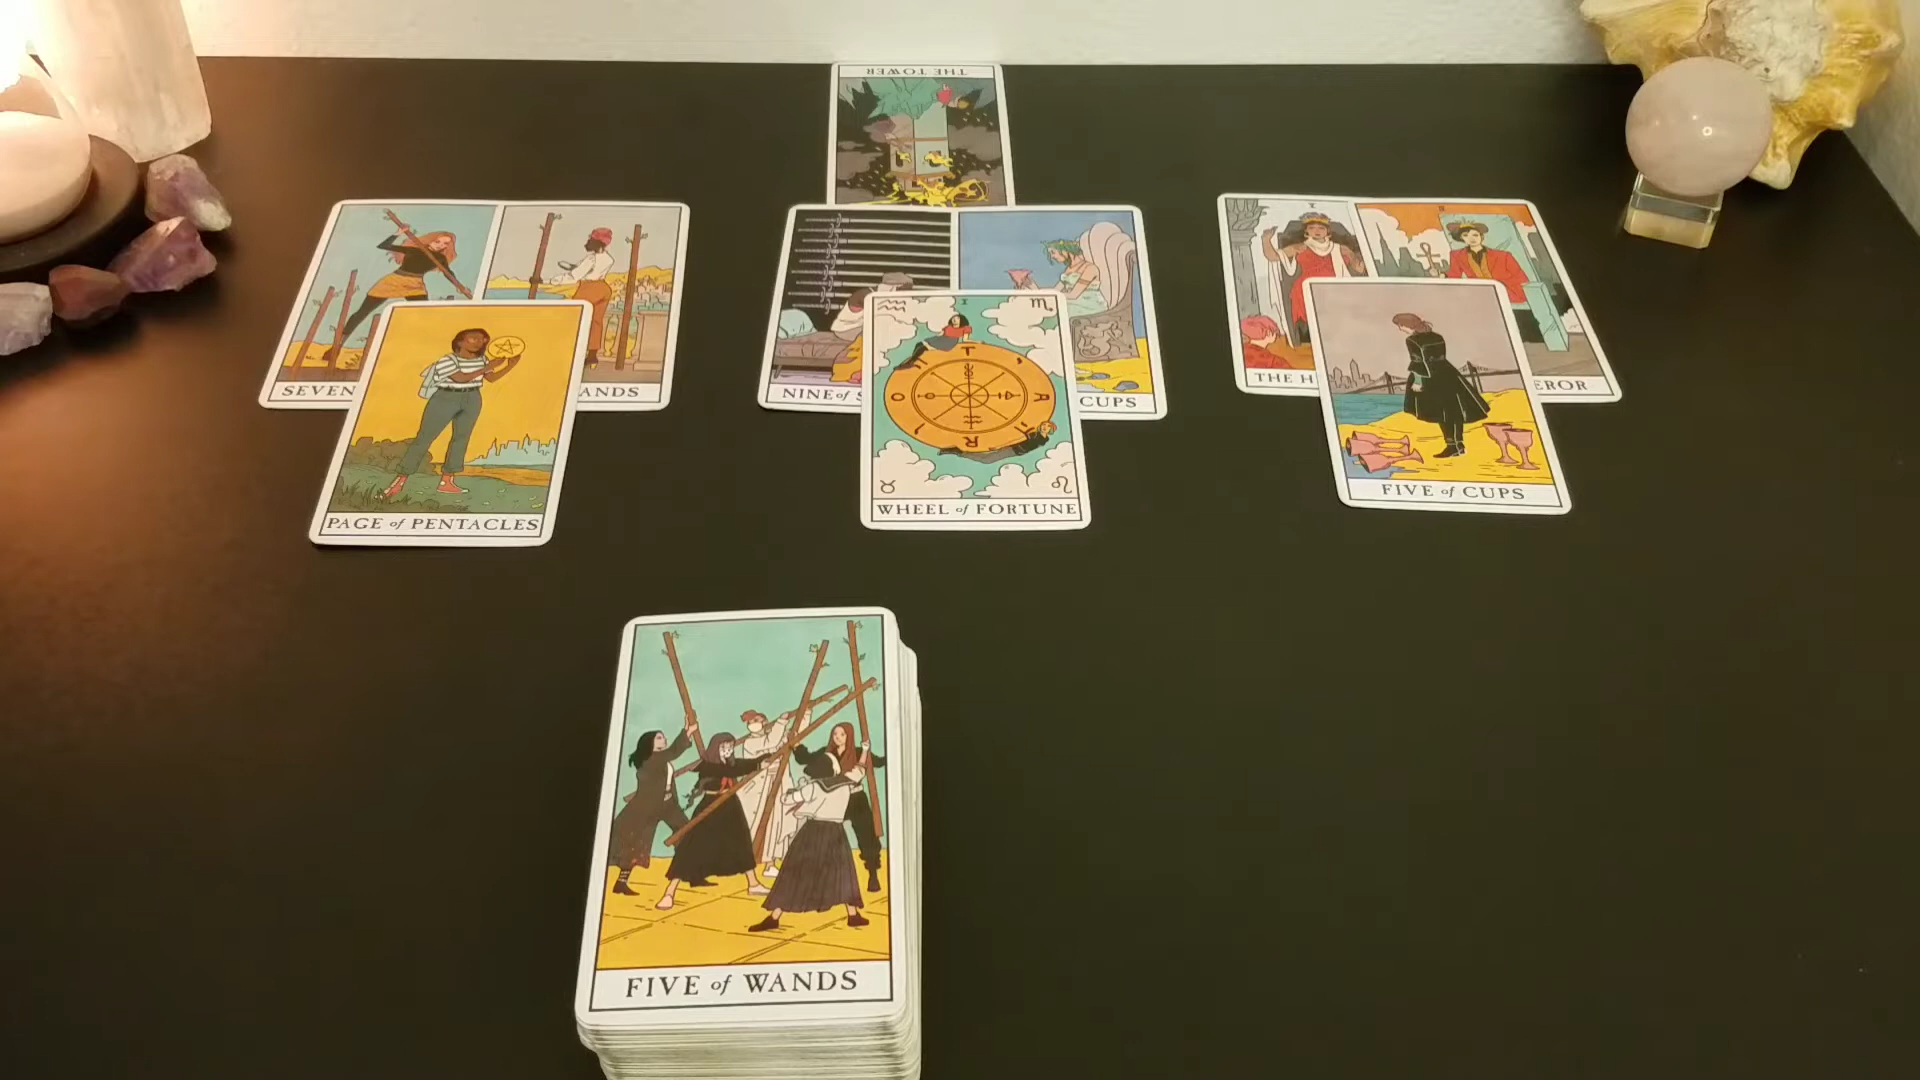 THE TOWER
SEVEN
ANDS
PAGE of PENTACLES
NINE of S
CUPS
WHEEL of FORTUNE
THE H
EROR
FIVE of CUPS
FIVE of WANDS